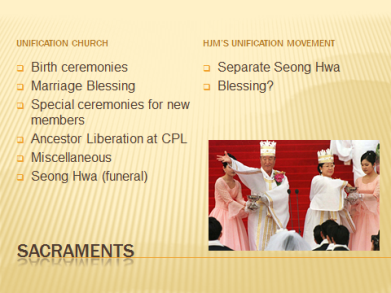 UNIFICATION CHURCH
Birth ceremonies
Marriage Blessing
Special ceremonies for new
members
Ancestor Liberation at CPL
Miscellaneous
Seong Hwa (funeral)
HJM'S UNIFICATION MOVEMENT
Separate Seong Hwa
Blessing?
SACRAMENTS